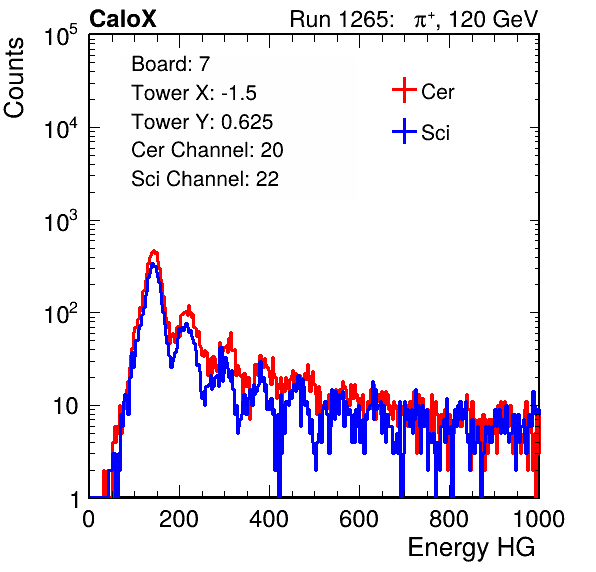 CaloX Run 1265: π⁺, 120 GeV
Counts
10⁵
10⁴
10³
10²
10
1
Board: 7
Tower X: -1.5
Tower Y: 0.625
Cer Channel: 20
Sci Channel: 22
Cer
Sci
0 200 400 600 800 1000
Energy HG